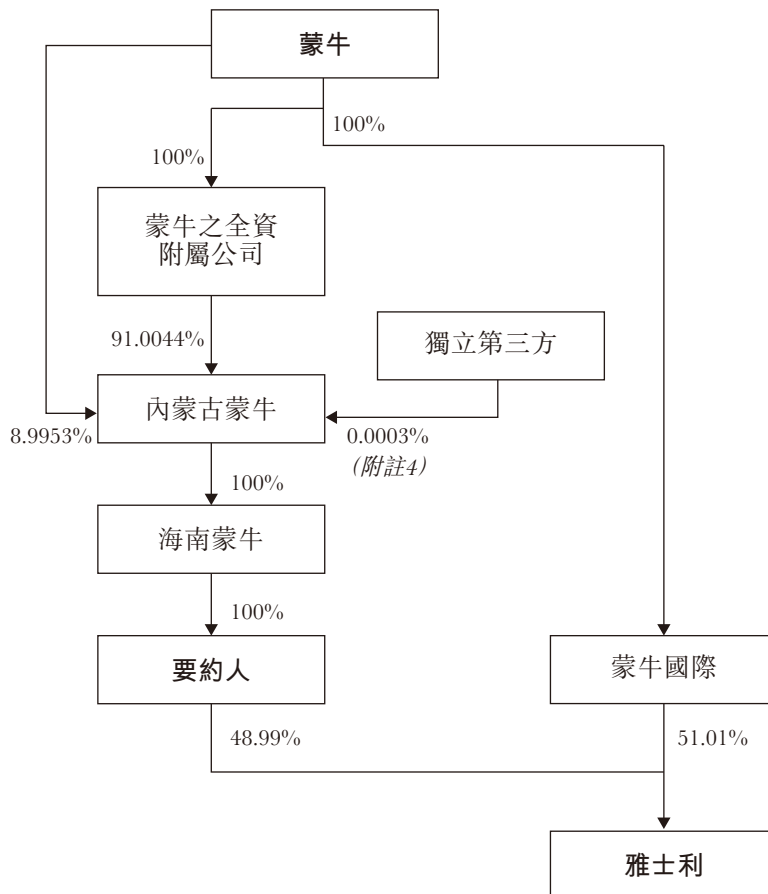 蒙牛
100%
100%
蒙牛之全資
附屬公司
91.0044%
獨立第三方
內蒙古蒙牛
8.9953%
0.0003%
(附註4)
100%
海南蒙牛
100%
要約人
蒙牛國際
48.99%
51.01%
雅士利